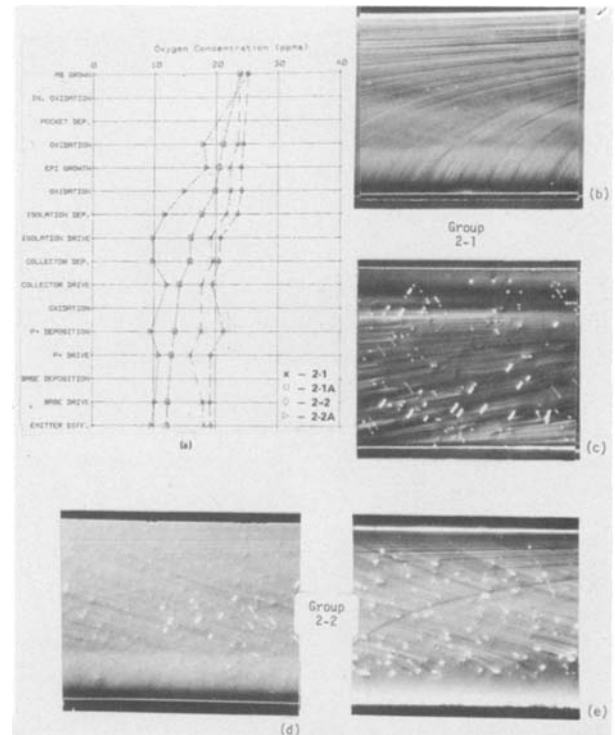 Oxygen Concentration (ppma)
0 10 20 30 40
AS GROWN
IN. OXIDATION
POCKET DEP.
OXIDATION
EPI GROWTH
OXIDATION
ISOLATION DEP.
ISOLATION DRIVE
COLLECTOR DEP.
COLLECTOR DRIVE
OXIDATION
P+ DEPOSITION
P+ DRIVE
BASE DEPOSITION
BASE DRIVE
EMITTER DIFF.
x - 2-1
□ - 2-1A
◇ - 2-2
▷ - 2-2A
(a)
(b)
Group
2-1
(c)
Group
2-2
(d)
(e)